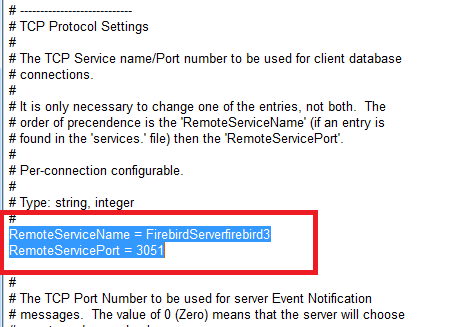 # ----------------------------
# TCP Protocol Settings
#
# The TCP Service name/Port number to be used for client database
# connections.
#
# It is only necessary to change one of the entries, not both.  The
# order of precendence is the 'RemoteServiceName' (if an entry is
# found in the 'services.' file) then the 'RemoteServicePort'.
#
# Per-connection configurable.
#
# Type: string, integer
#
RemoteServiceName = FirebirdServerfirebird3
RemoteServicePort = 3051
#
# The TCP Port Number to be used for server Event Notification
# messages.  The value of 0 (Zero) means that the server will choose